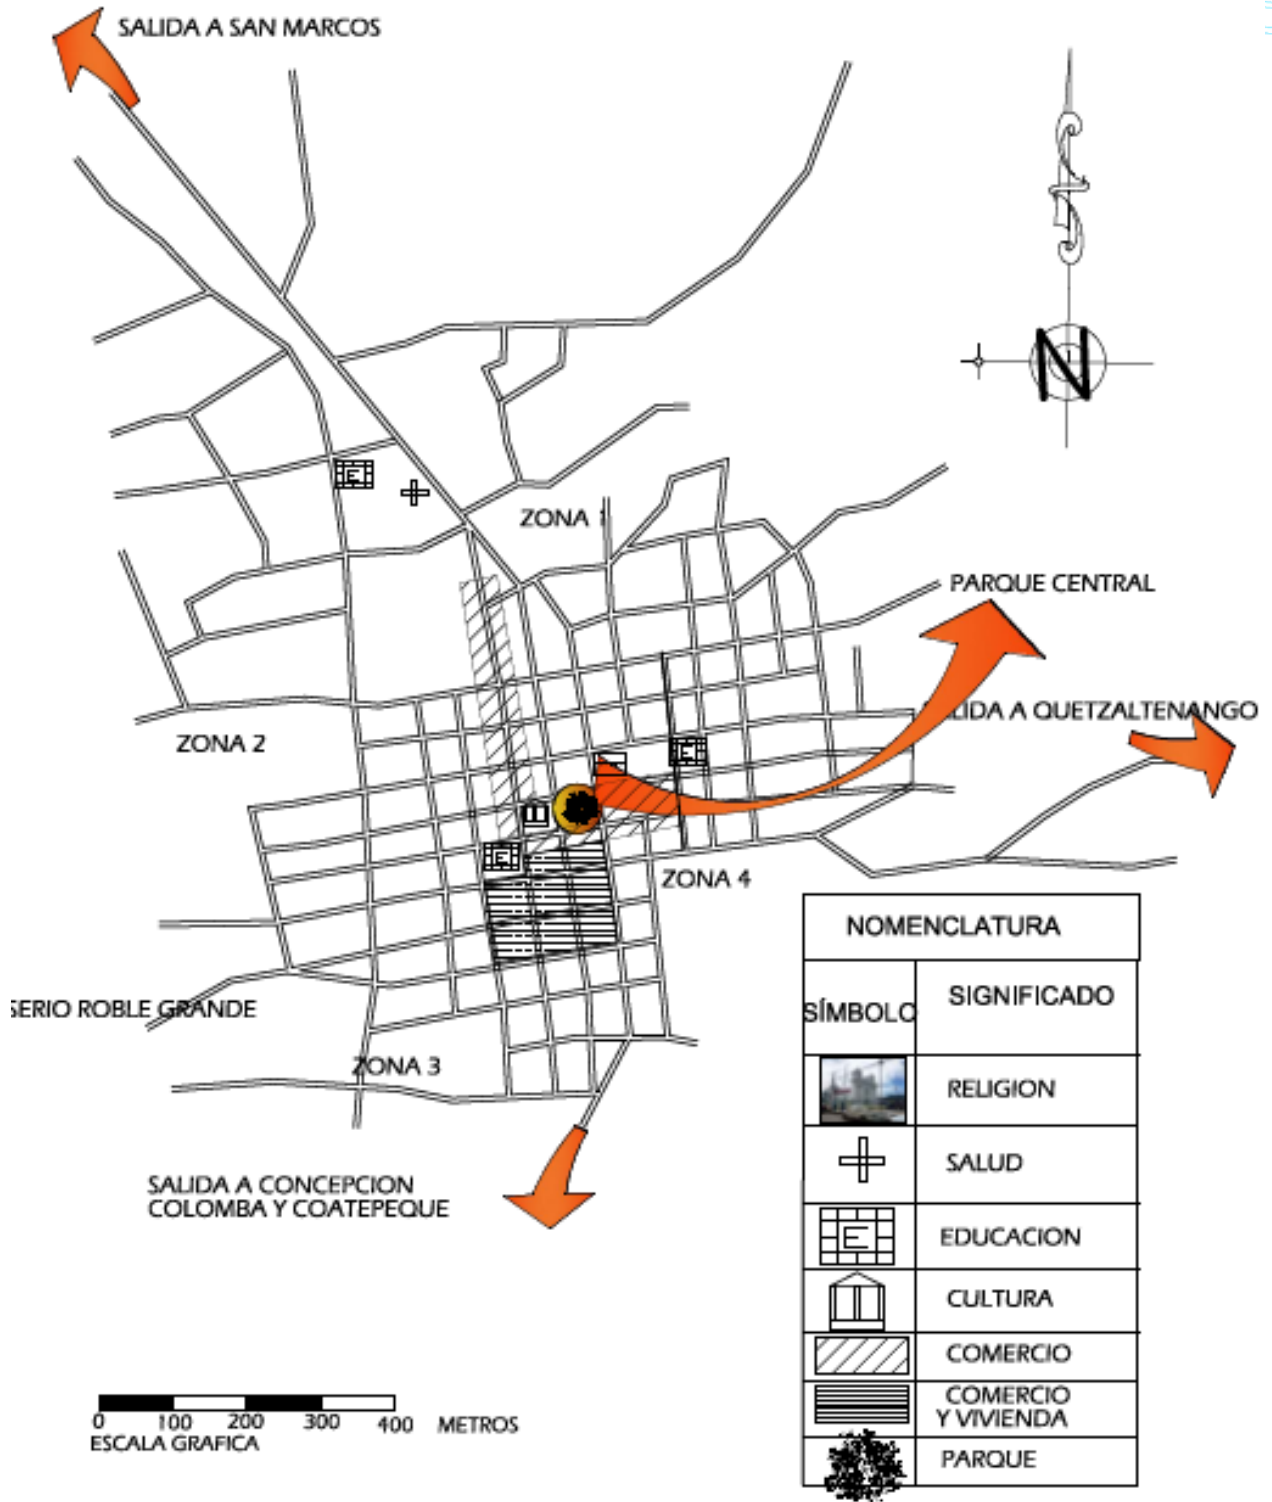 SALIDA A SAN MARCOS
N
ZONA 1
PARQUE CENTRAL
LIDA A QUETZALTENANGO
ZONA 2
E
E
E
ZONA 4
SERIO ROBLE GRANDE
ZONA 3
SALIDA A CONCEPCION
COLOMBA Y COATEPEQUE
NOMENCLATURA
SÍMBOLO SIGNIFICADO
RELIGION
SALUD
E EDUCACION
CULTURA
COMERCIO
COMERCIO
Y VIVIENDA
PARQUE
0 100 200 300 400 METROS
ESCALA GRAFICA